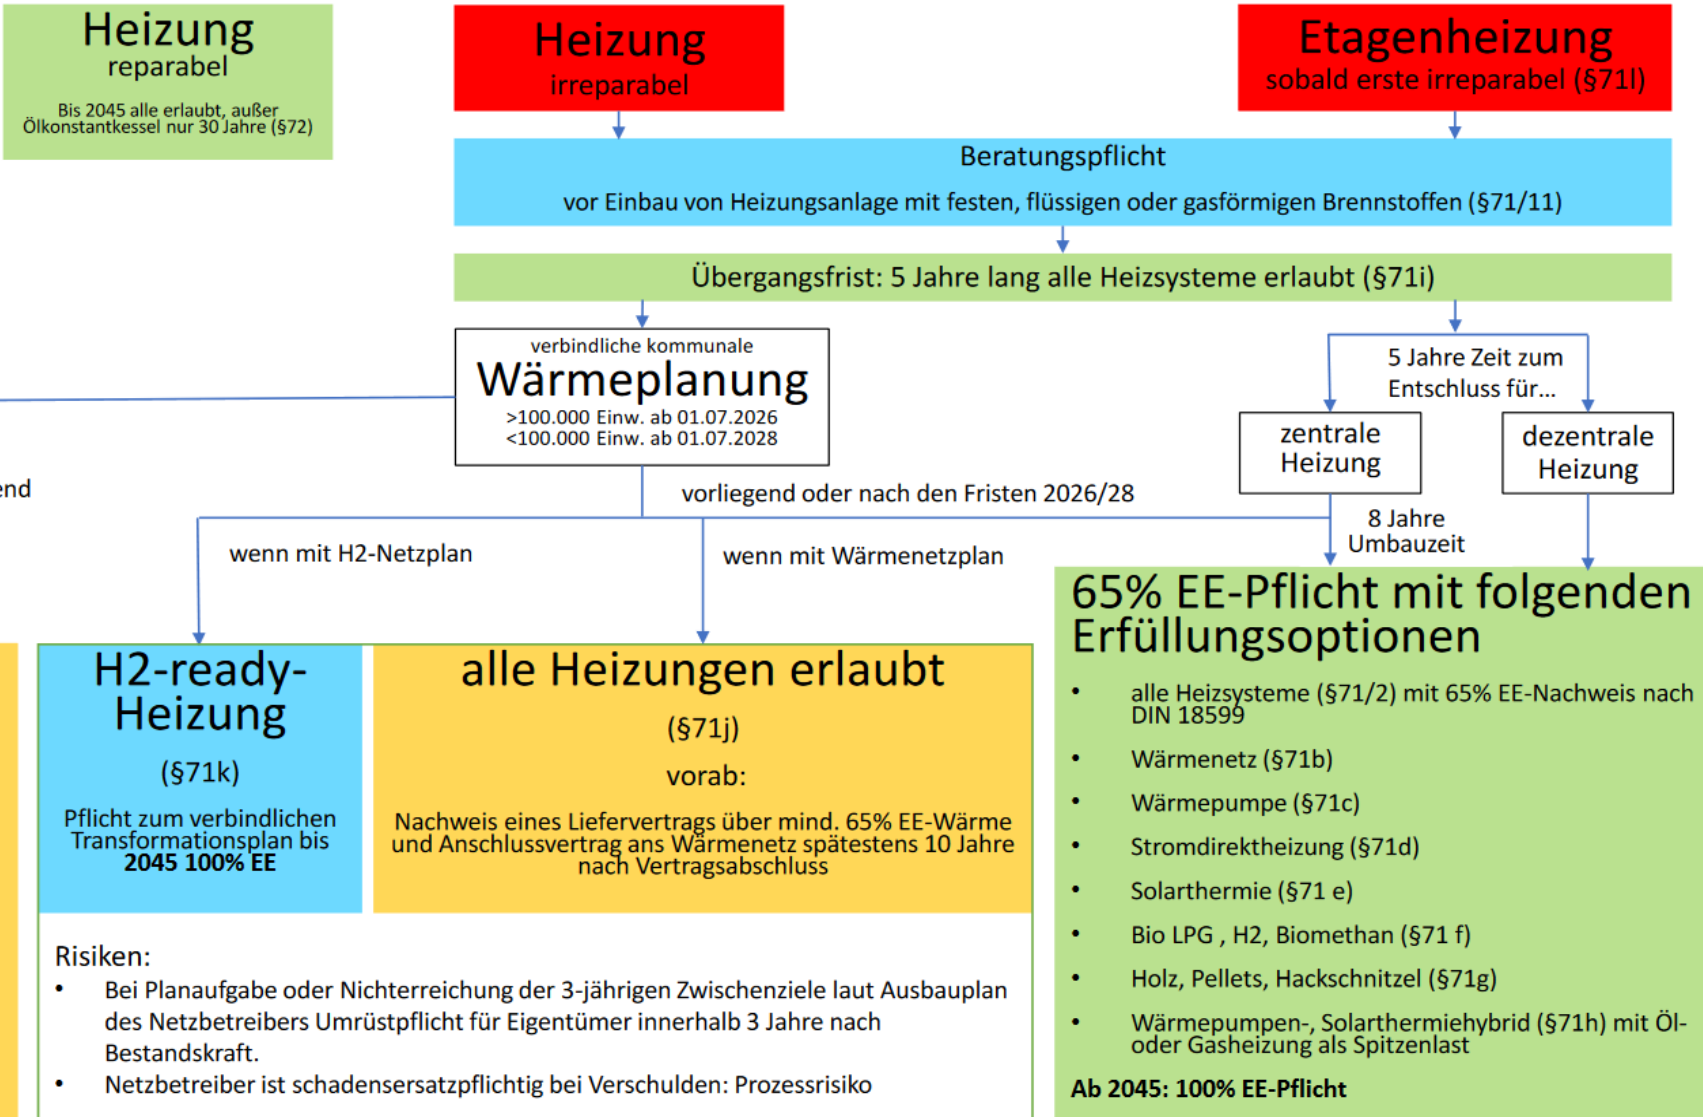 Heizung
reparabel
Bis 2045 alle erlaubt, außer
Ölkonstantkessel nur 30 Jahre (§72)
Heizung
irreparabel
Etagenheizung
sobald erste irreparabel (§71l)
Beratungspflicht
vor Einbau von Heizungsanlage mit festen, flüssigen oder gasförmigen Brennstoffen (§71/11)
Übergangsfrist: 5 Jahre lang alle Heizsysteme erlaubt (§71i)
verbindliche kommunale
Wärmeplanung
>100.000 Einw. ab 01.07.2026
<100.000 Einw. ab 01.07.2028
5 Jahre Zeit zum
Entschluss für...
zentrale
Heizung
dezentrale
Heizung
end
vorliegend oder nach den Fristen 2026/28
8 Jahre
Umbauzeit
wenn mit H2-Netzplan
wenn mit Wärmenetzplan
H2-ready-
Heizung
(§71k)
Pflicht zum verbindlichen
Transformationsplan bis
2045 100% EE
alle Heizungen erlaubt
(§71j)
vorab:
Nachweis eines Liefervertrags über mind. 65% EE-Wärme
und Anschlussvertrag ans Wärmenetz spätestens 10 Jahre
nach Vertragsabschluss
Risiken:
• Bei Planaufgabe oder Nichterreichung der 3-jährigen Zwischenziele laut Ausbauplan
des Netzbetreibers Umrüstpflicht für Eigentümer innerhalb 3 Jahre nach
Bestandskraft.
• Netzbetreiber ist schadensersatzpflichtig bei Verschulden: Prozessrisiko
65% EE-Pflicht mit folgenden
Erfüllungsoptionen
• alle Heizsysteme (§71/2) mit 65% EE-Nachweis nach
DIN 18599
• Wärmenetz (§71b)
• Wärmepumpe (§71c)
• Stromdirektheizung (§71d)
• Solarthermie (§71 e)
• Bio LPG , H2, Biomethan (§71 f)
• Holz, Pellets, Hackschnitzel (§71g)
• Wärmepumpen-, Solarthermiehybrid (§71h) mit Öl-
oder Gasheizung als Spitzenlast
Ab 2045: 100% EE-Pflicht